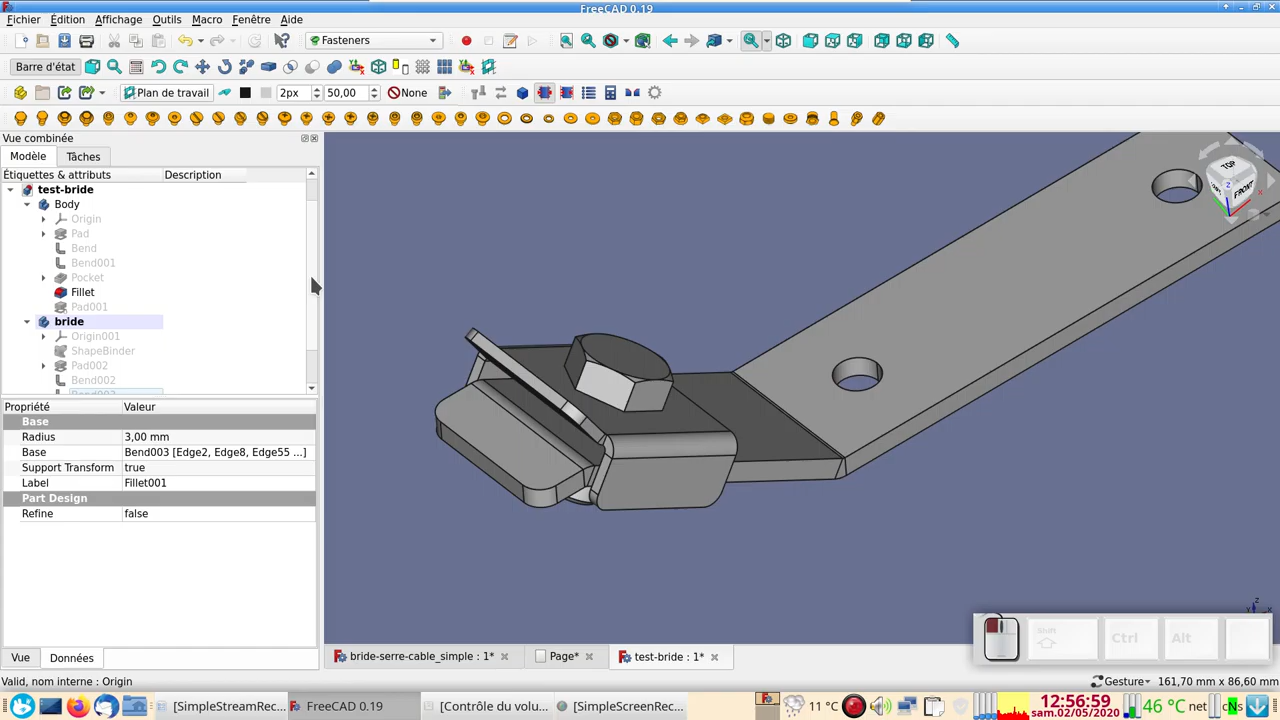 FreeCAD 0.19
Fichier Édition Affichage Outils Macro Fenêtre Aide
Fasteners
Barre d'état
Plan de travail 2px 50,00 None
Vue combinée
Modèle Tâches
Étiquettes & attributs Description
test-bride
Body
Origin
Pad
Bend
Bend001
Pocket
Fillet
Pad001
bride
Origin001
ShapeBinder
Pad002
Bend002
Propriété Valeur
Base
Radius 3,00 mm
Base Bend003 [Edge2, Edge8, Edge55 ...]
Support Transform true
Label Fillet001
Part Design
Refine false
TOP
FRONT
Z
X
Shift Ctrl Alt
bride-serre-cable_simple : 1* Page* test-bride : 1*
Vue Données
Valid, nom interne : Origin Gesture 161,70 mm x 86,60 mm
[SimpleStreamRec... FreeCAD 0.19 [Contrôle du volu... [SimpleScreenRec... 11 °C 12:56:59 46 °C net
sam.02/05/2020